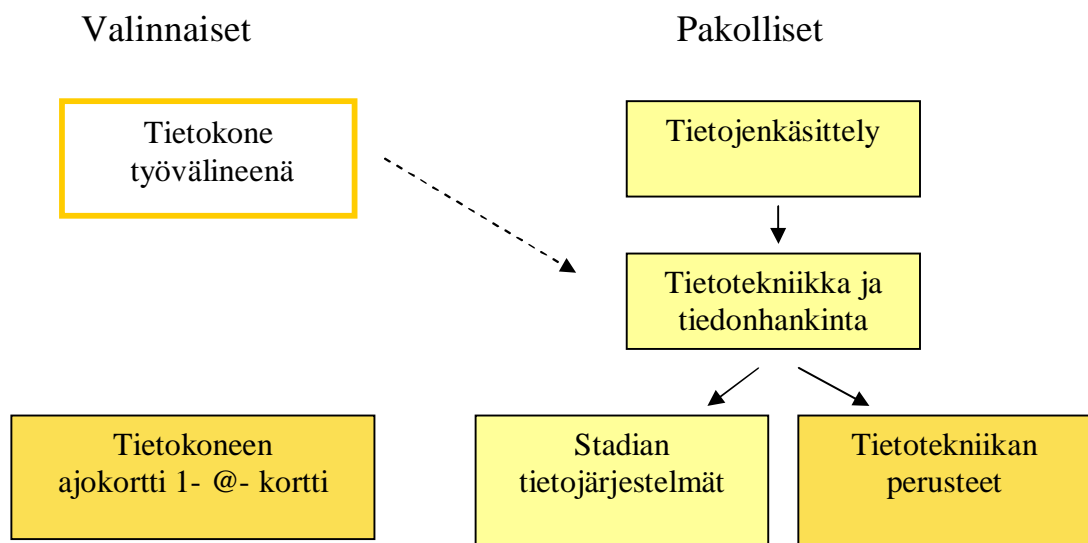 Valinnaiset
Pakolliset
Tietokone
työvälineenä
Tietojenkäsittely
Tietotekniikka ja
tiedonhankinta
Tietokoneen
ajokortti 1- @- kortti
Stadian
tietojärjestelmät
Tietotekniikan
perusteet